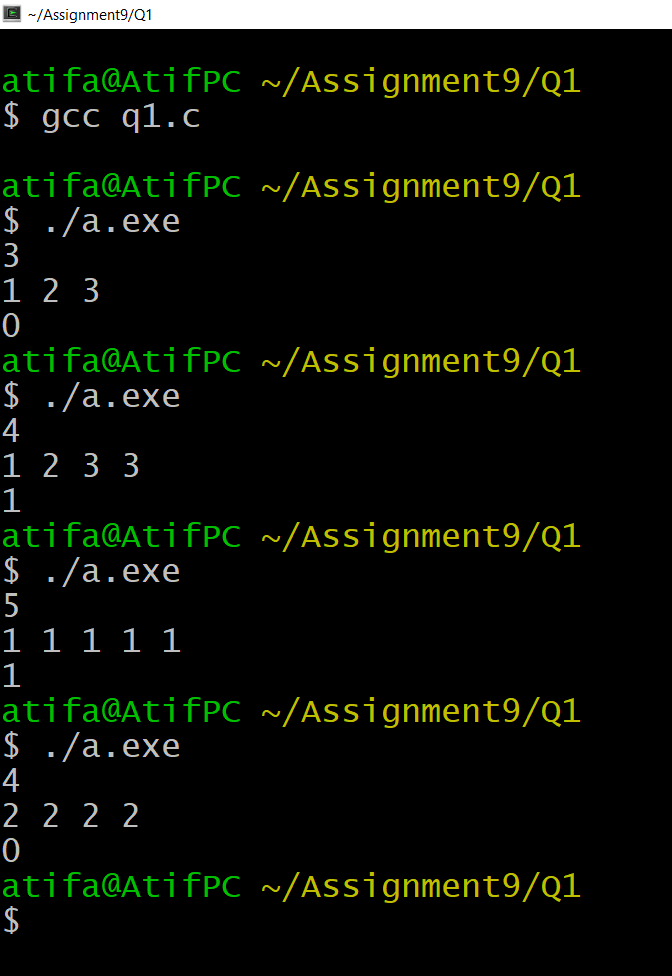 ~/Assignment9/Q1
atifa@AtifPC ~/Assignment9/Q1
$ gcc q1.c
atifa@AtifPC ~/Assignment9/Q1
$ ./a.exe
3
1 2 3
0
atifa@AtifPC ~/Assignment9/Q1
$ ./a.exe
4
1 2 3 3
1
atifa@AtifPC ~/Assignment9/Q1
$ ./a.exe
5
1 1 1 1 1
1
atifa@AtifPC ~/Assignment9/Q1
$ ./a.exe
4
2 2 2 2
0
atifa@AtifPC ~/Assignment9/Q1
$